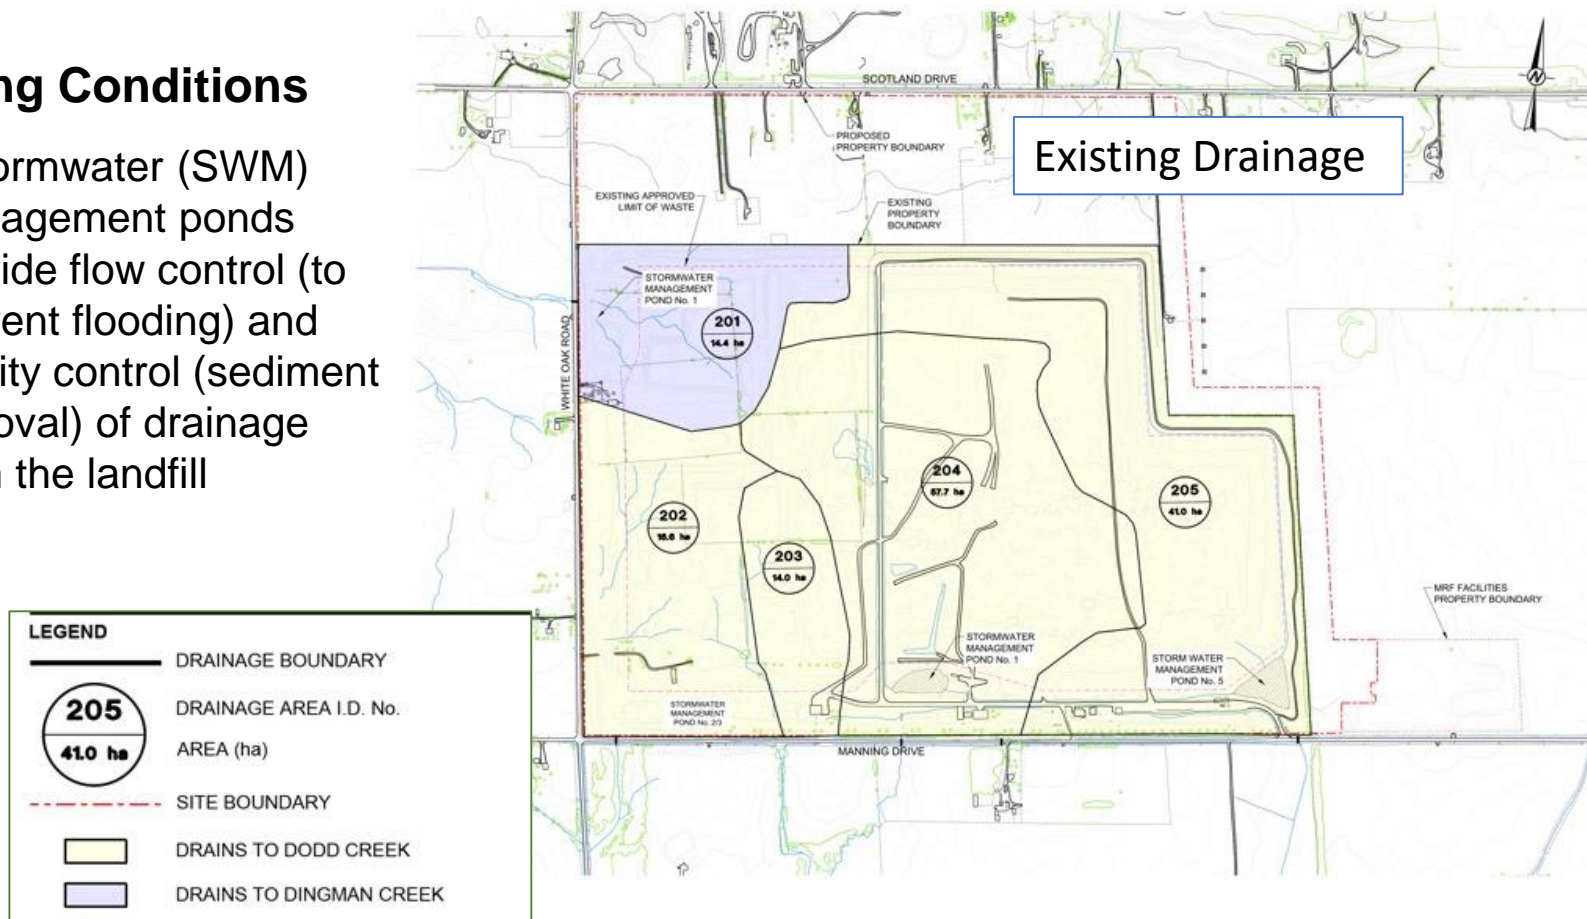 ng Conditions
ormwater (SWM)
agement ponds
ide flow control (to
ent flooding) and
ity control (sediment
oval) of drainage
the landfill
SCOTLAND DRIVE
Existing Drainage
PROPOSED
PROPERTY BOUNDARY
EXISTING APPROVED
LIMIT OF WASTE
EXISTING
PROPERTY
BOUNDARY
N
STORMWATER
MANAGEMENT
POND No. 1
201
14.4 ha
WHITE OAK ROAD
202
16.6 ha
203
14.0 ha
204
57.7 ha
205
41.0 ha
MRF FACILITIES
PROPERTY BOUNDARY
STORMWATER
MANAGEMENT
POND No. 1
STORM WATER
MANAGEMENT
POND No. 5
STORMWATER
MANAGEMENT
POND No. 2/3
MANNING DRIVE
LEGEND
DRAINAGE BOUNDARY
205
41.0 ha
DRAINAGE AREA I.D. No.
AREA (ha)
SITE BOUNDARY
DRAINS TO DODD CREEK
DRAINS TO DINGMAN CREEK